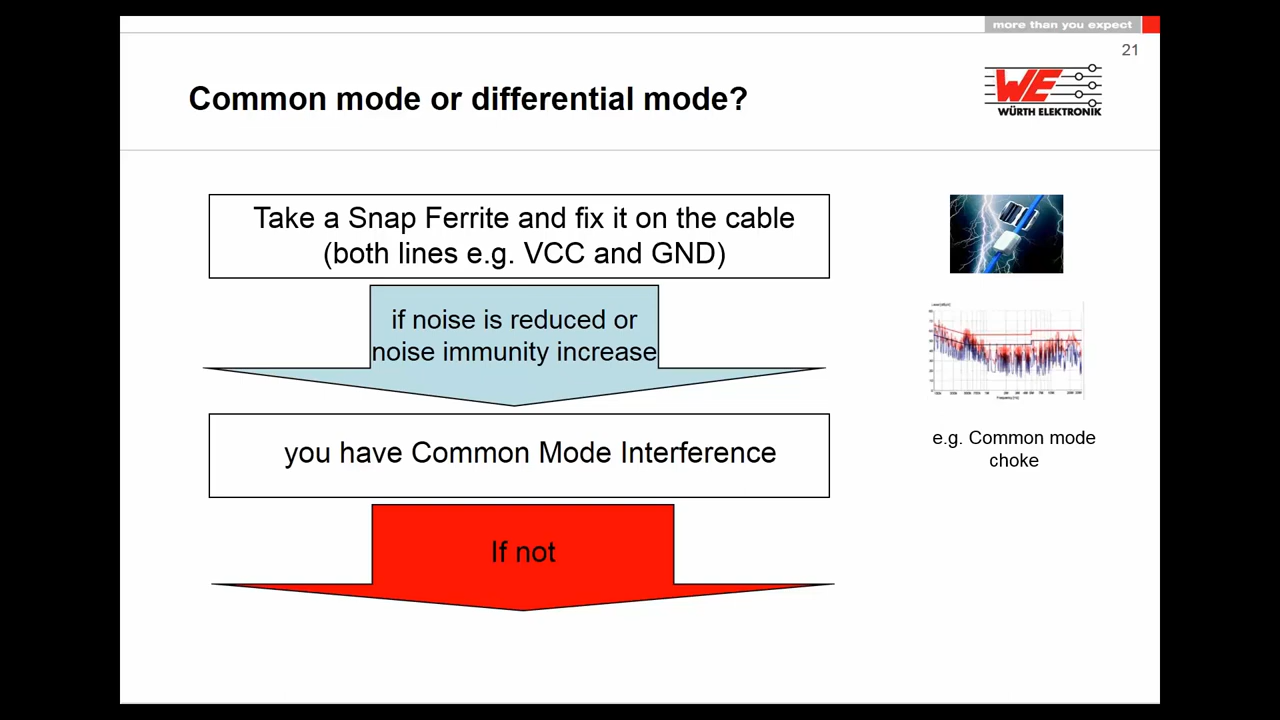 more than you expect
21
Common mode or differential mode?
WE
WÜRTH ELEKTRONIK
Take a Snap Ferrite and fix it on the cable
(both lines e.g. VCC and GND)
if noise is reduced or
noise immunity increase
you have Common Mode Interference
e.g. Common mode
choke
If not